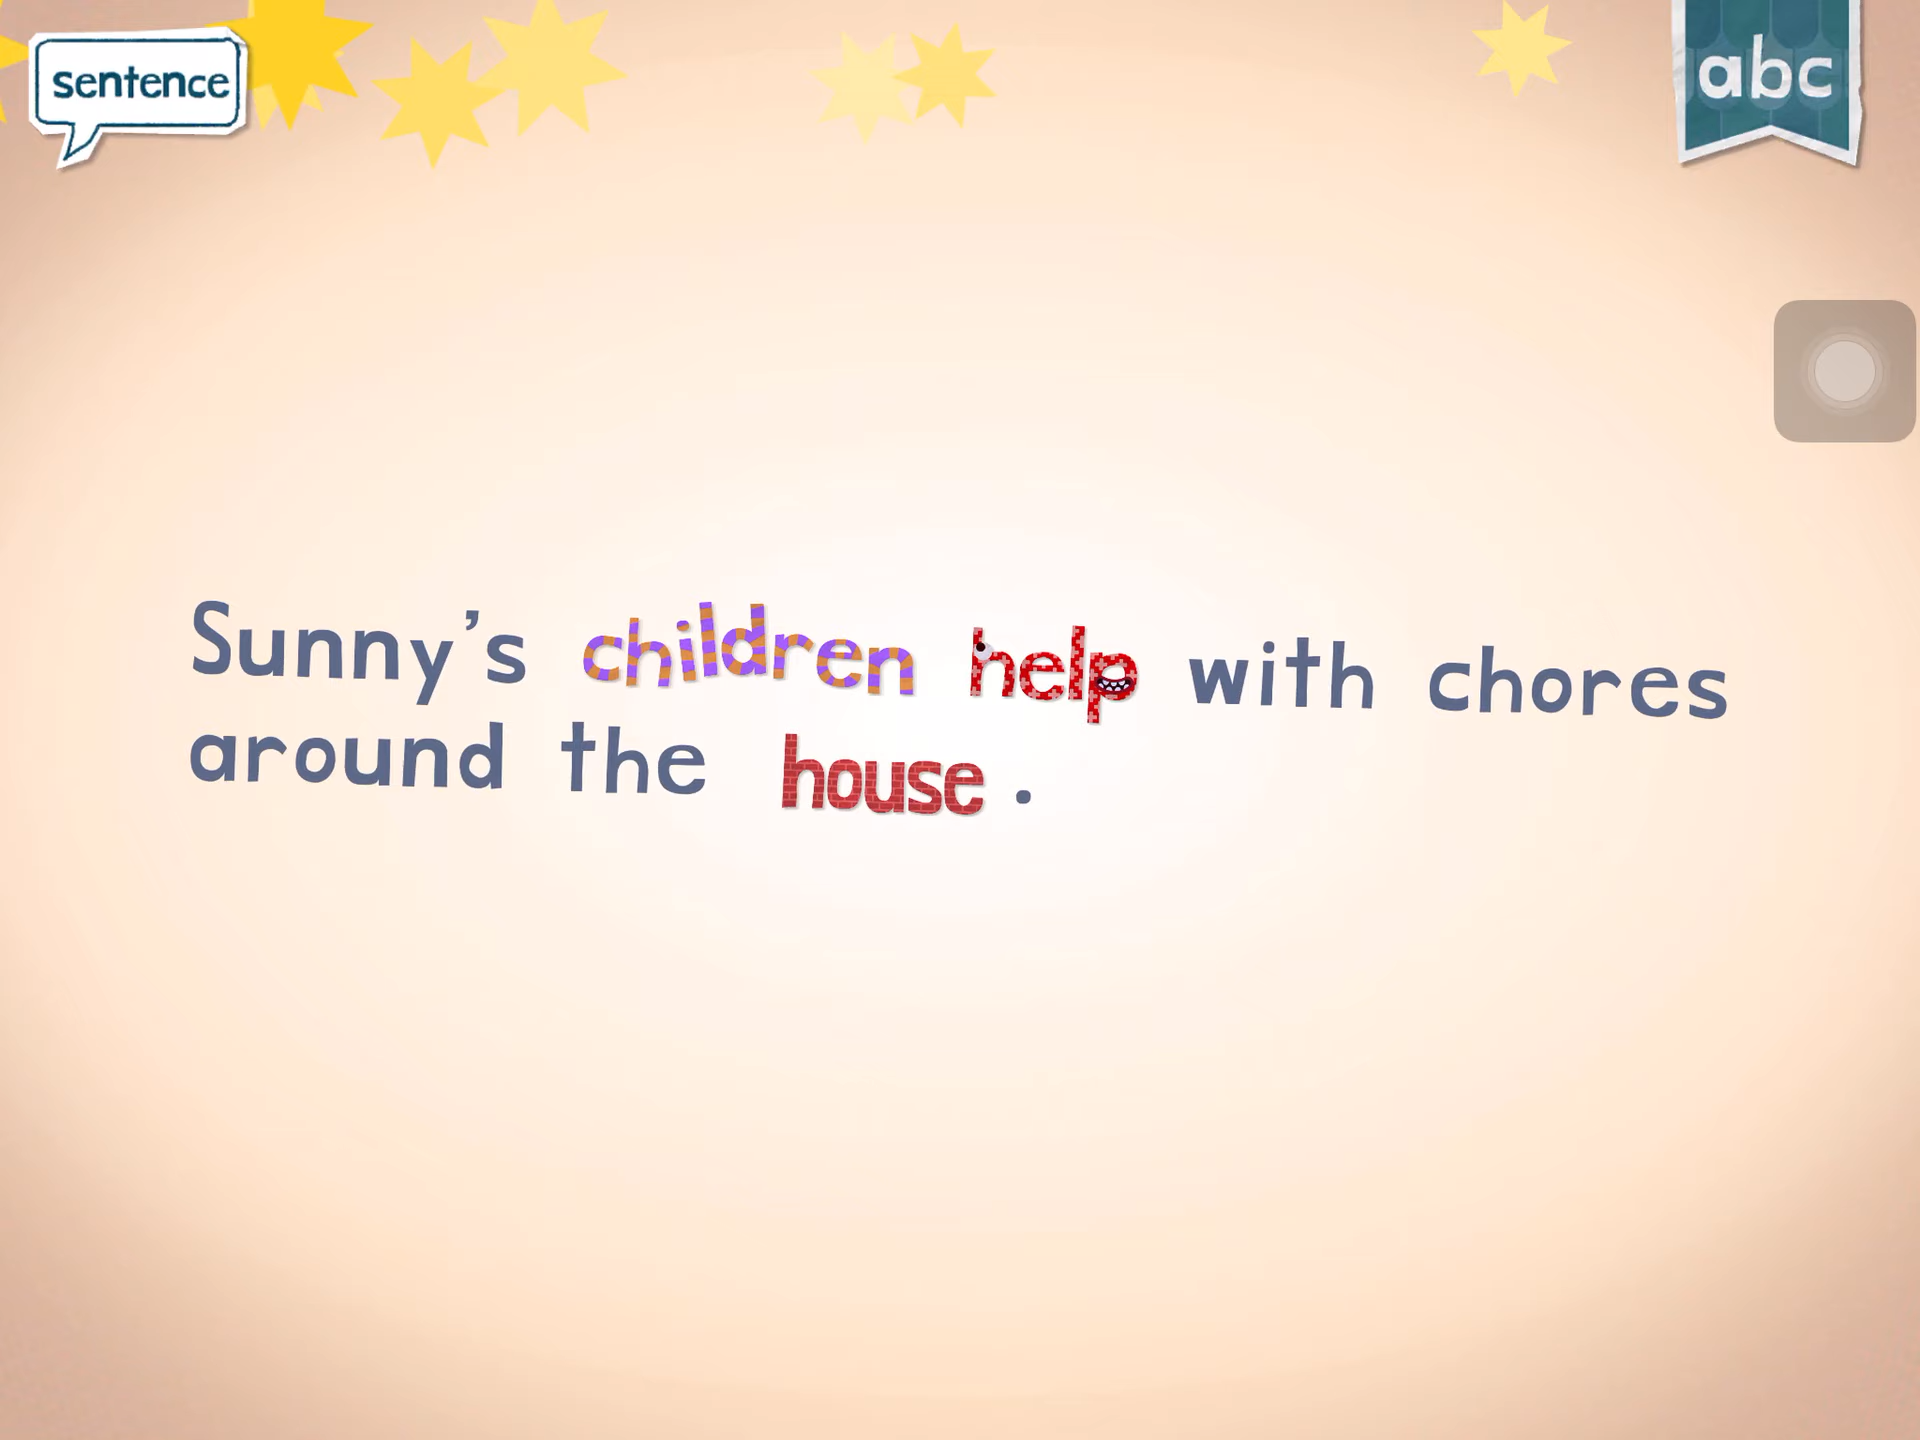 sentence
abc
Sunny’s children help with chores
around the house.